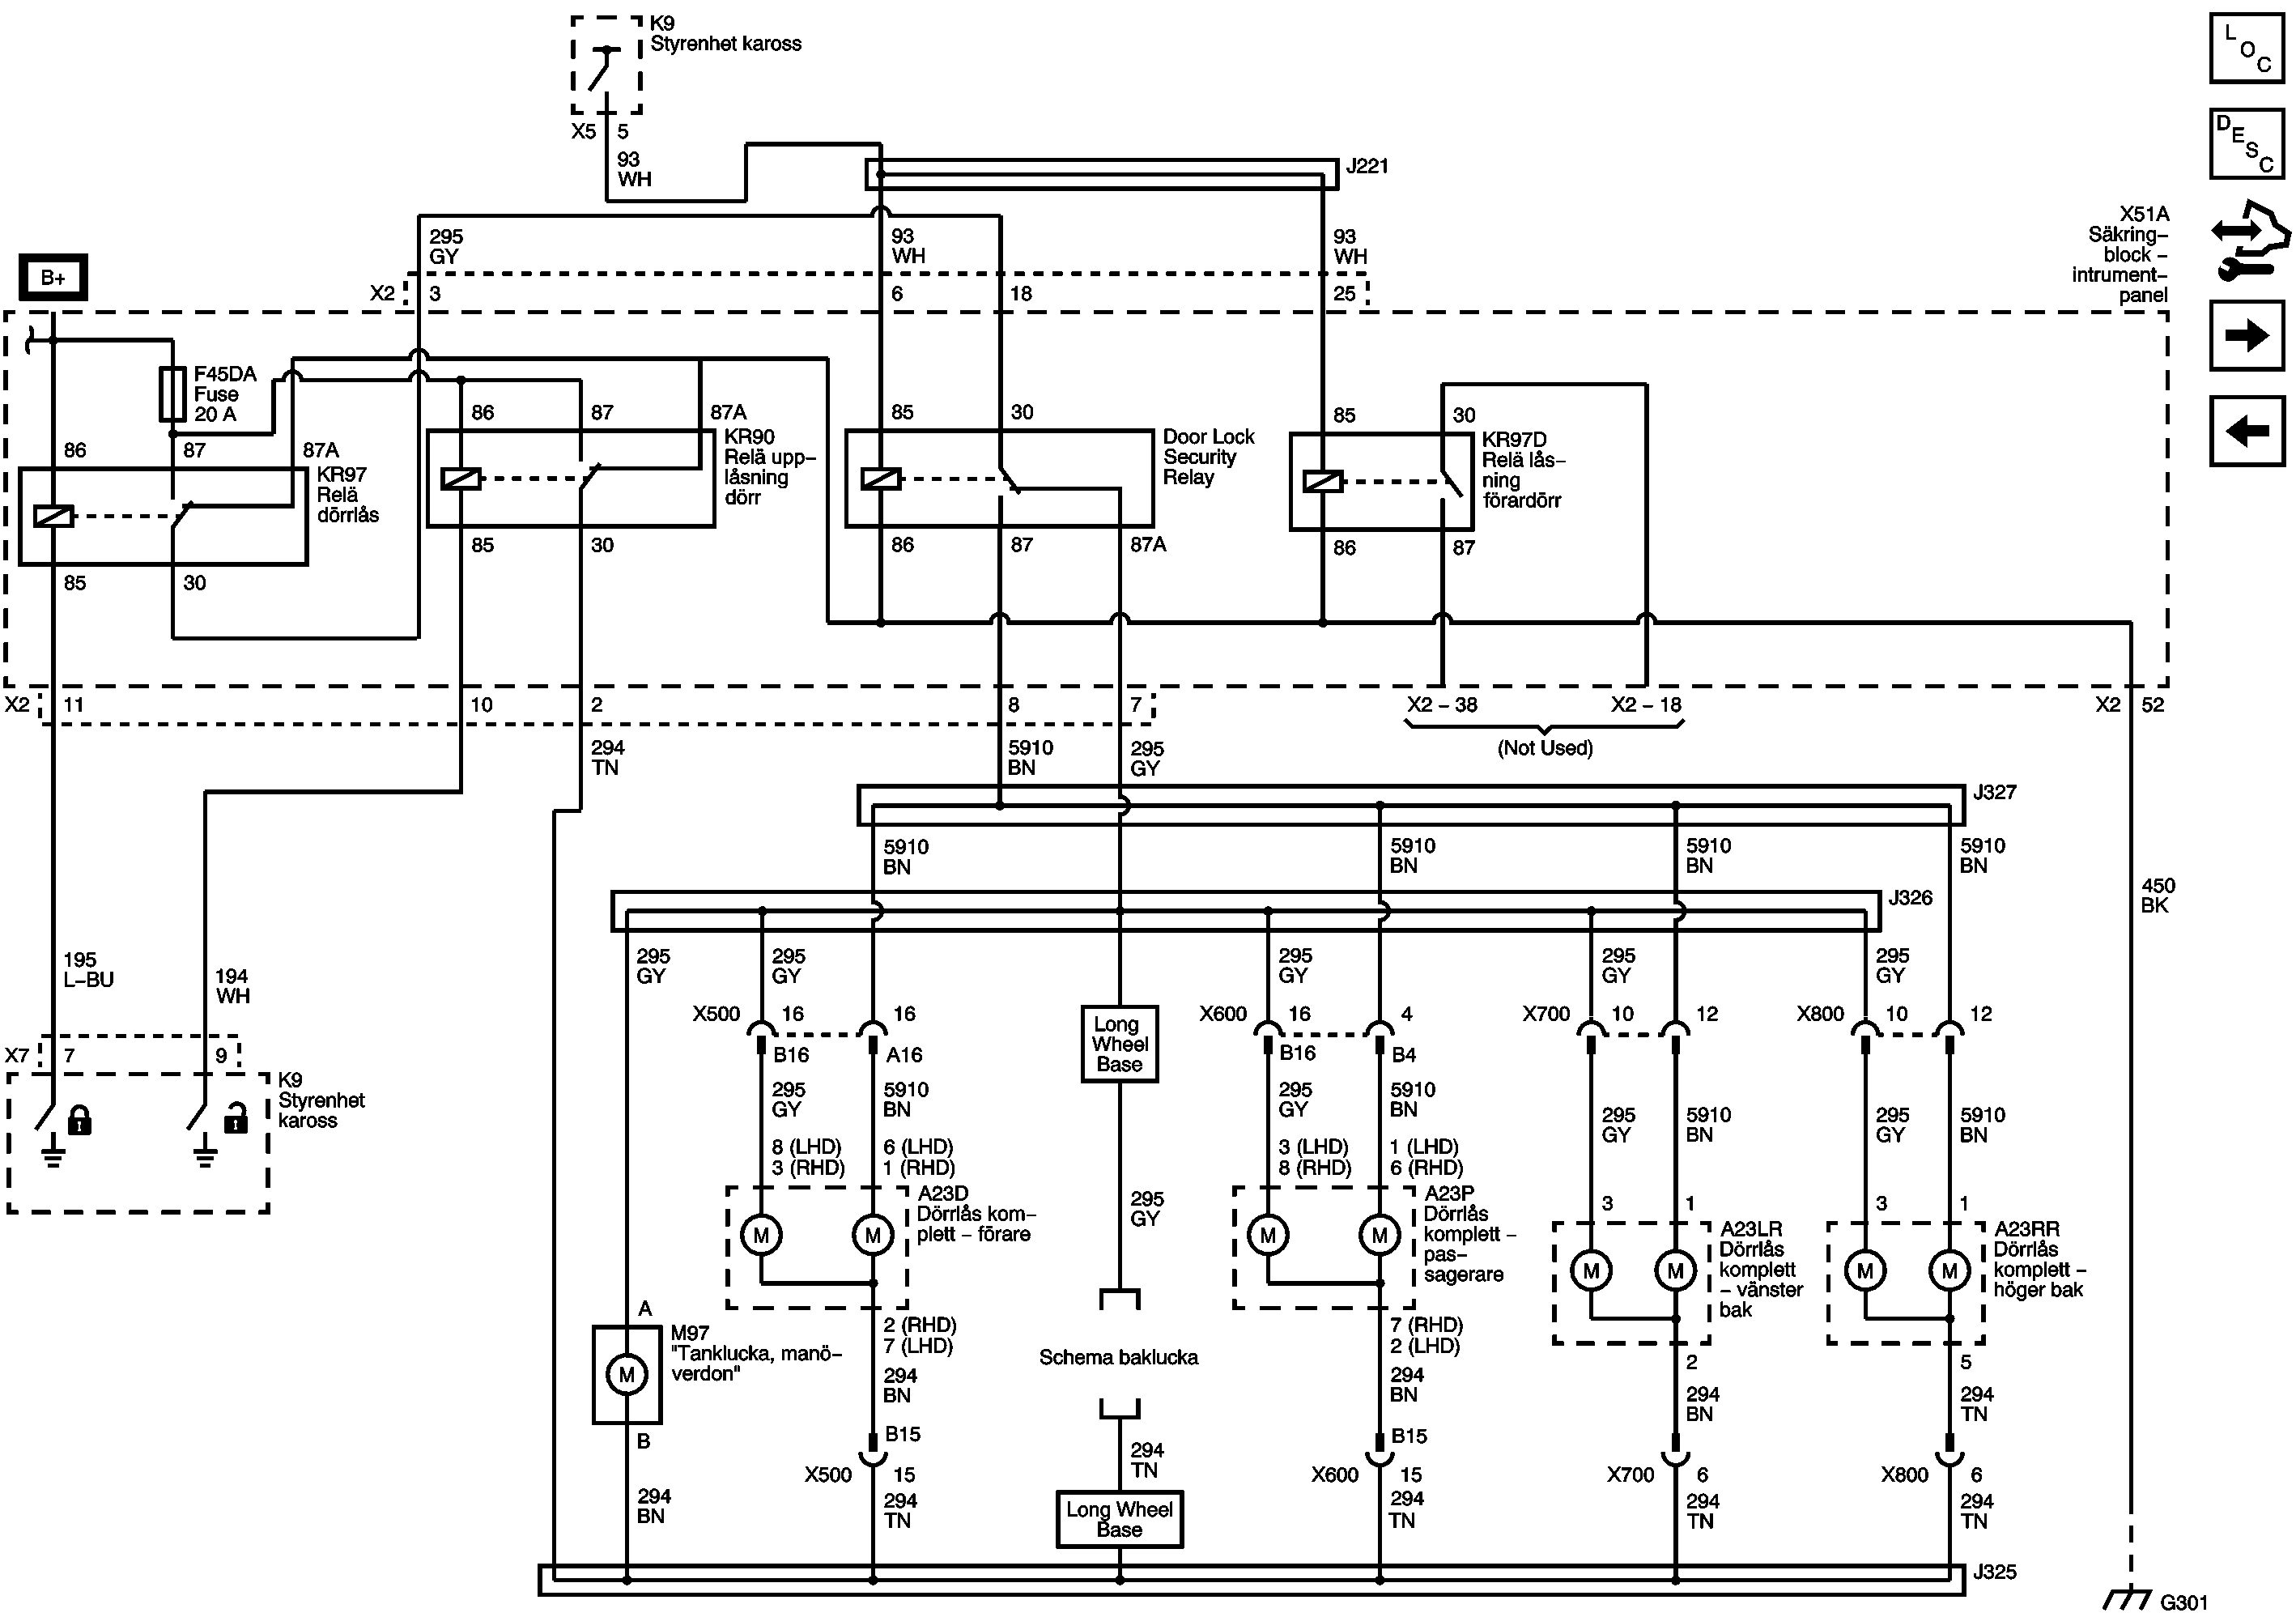 K9
Styrenhet kaross
X5 5
93
WH
J221
L
O
C
D
E
S
C
X51A
Säkring–
block –
intrument–
panel
B+
295
GY
93
WH
93
WH
X2 3
6
18
25
F45DA
Fuse
20 A
86
87
87A
KR97
Relä
dörrlås
85
30
86
87
87A
KR90
Relä upp–
låsning
dörr
85
30
85
30
Door Lock
Security
Relay
86
87
87A
85
30
KR97D
Relä lås–
ning
förardörr
86
87
X2 11
10
2
8
7
X2 – 38
X2 – 18
(Not Used)
X2 52
294
TN
5910
BN
295
GY
J327
5910
BN
5910
BN
5910
BN
5910
BN
450
BK
J326
195
L–BU
194
WH
295
GY
295
GY
295
GY
295
GY
295
GY
X500 16
16
Long
Wheel
Base
X600 16
4
X700 10
12
X800 10
12
B16
A16
B16
B4
X7 7
9
K9
Styrenhet
kaross
295
GY
5910
BN
295
GY
5910
BN
295
GY
5910
BN
295
GY
5910
BN
8 (LHD)
3 (RHD)
6 (LHD)
1 (RHD)
3 (LHD)
8 (RHD)
1 (LHD)
6 (RHD)
295
GY
3
1
3
1
A23D
Dörrlås kom–
plett – förare
M
M
A23P
Dörrlås
komplett –
pas–
sagerare
M
M
A23LR
Dörrlås
komplett
– vänster
bak
M
M
A23RR
Dörrlås
komplett –
höger bak
M
M
A
M97
"Tanklucka, manö–
verdon"
M
B
2 (RHD)
7 (LHD)
Schema baklucka
7 (RHD)
2 (LHD)
2
5
294
BN
294
BN
294
BN
294
TN
B15
B15
294
TN
X500 15
X600 15
X700 6
X800 6
294
BN
294
TN
Long Wheel
Base
294
TN
294
TN
294
TN
J325
G301